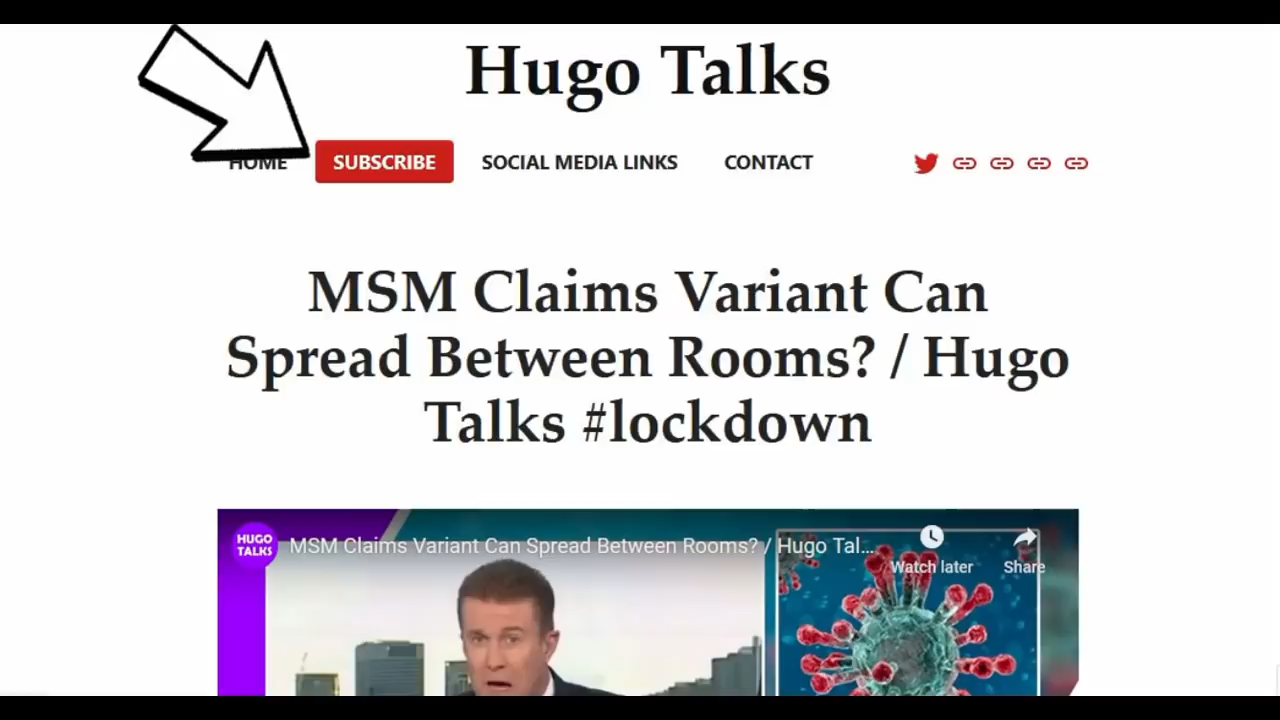 Hugo Talks
HOME SUBSCRIBE SOCIAL MEDIA LINKS CONTACT
MSM Claims Variant Can
Spread Between Rooms? / Hugo
Talks #lockdown
HUGO
TALKS
MSM Claims Variant Can Spread Between Rooms? / Hugo Tal...
Watch later
Share